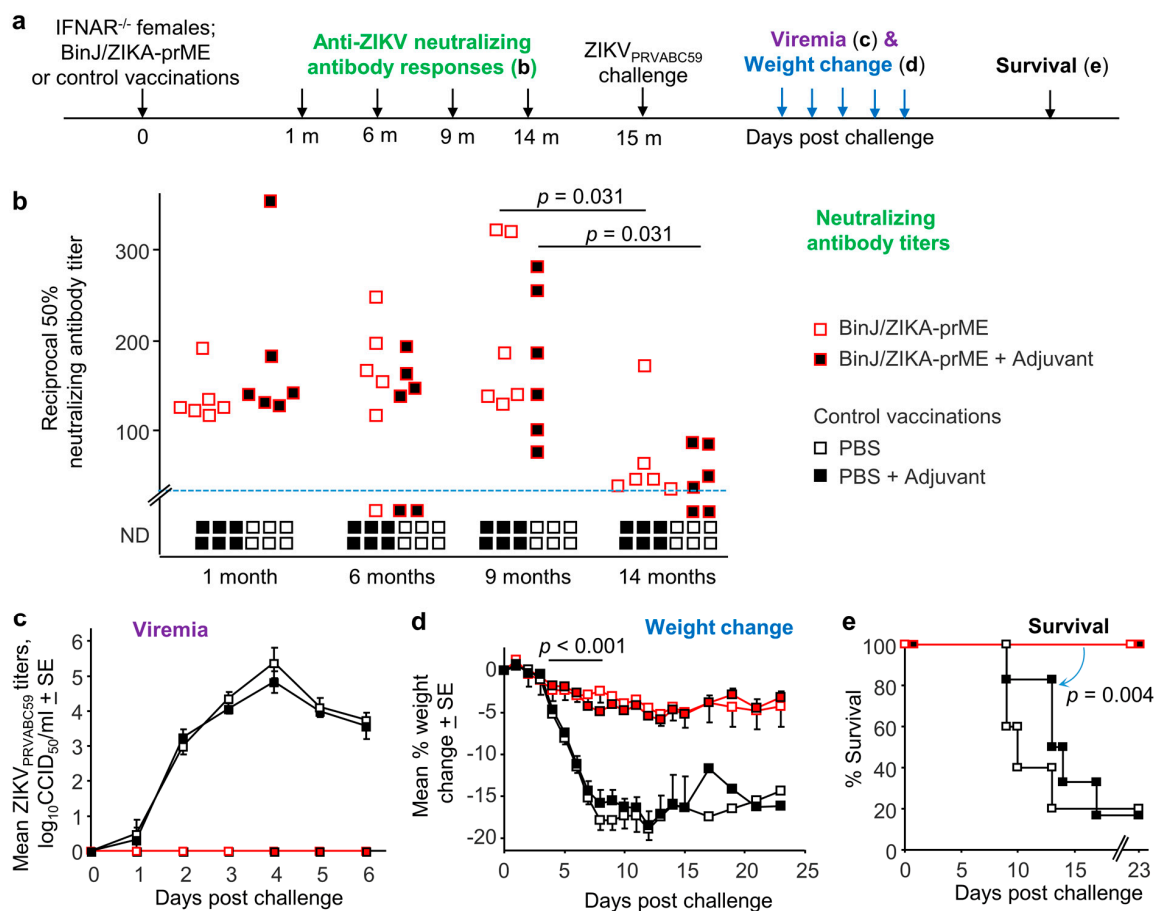 a
IFNAR-/- females;
BinJ/ZIKA-prME
or control vaccinations
Anti-ZIKV neutralizing
antibody responses (b)
ZIKVPRVABC59
challenge
Viremia (c) &
Weight change (d)
Survival (e)
0
1 m
6 m
9 m
14 m
15 m
Days post challenge
b
Reciprocal 50%
neutralizing antibody titer
300
200
100
ND
p = 0.031
p = 0.031
1 month
6 months
9 months
14 months
Neutralizing
antibody titers
BinJ/ZIKA-prME
BinJ/ZIKA-prME + Adjuvant
Control vaccinations
PBS
PBS + Adjuvant
c
Viremia
Mean ZIKVPRVABC59 titers,
log10CCID50/ml ± SE
6
5
4
3
2
1
0
0 1 2 3 4 5 6
Days post challenge
d
Weight change
p < 0.001
Mean % weight
change ± SE
0
-5
-10
-15
-20
0 5 10 15 20 25
Days post challenge
e
Survival
p = 0.004
% Survival
100
80
60
40
20
0
0 5 10 15 23
Days post challenge